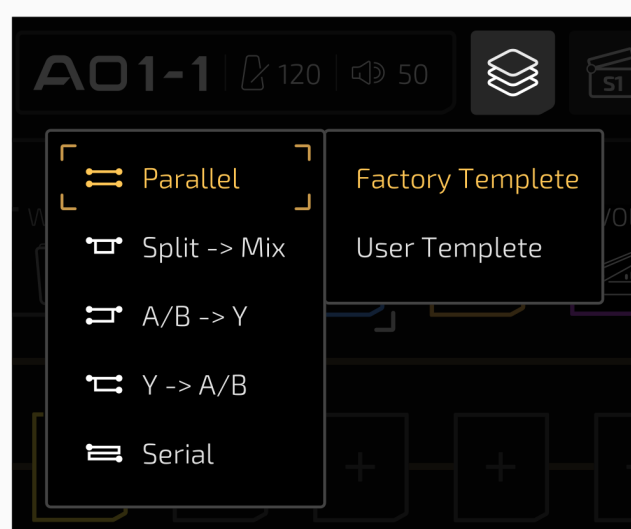 A01-1 120 50
S1
Parallel
Factory Templete
Split -> Mix
User Templete
A/B -> Y
Y -> A/B
Serial